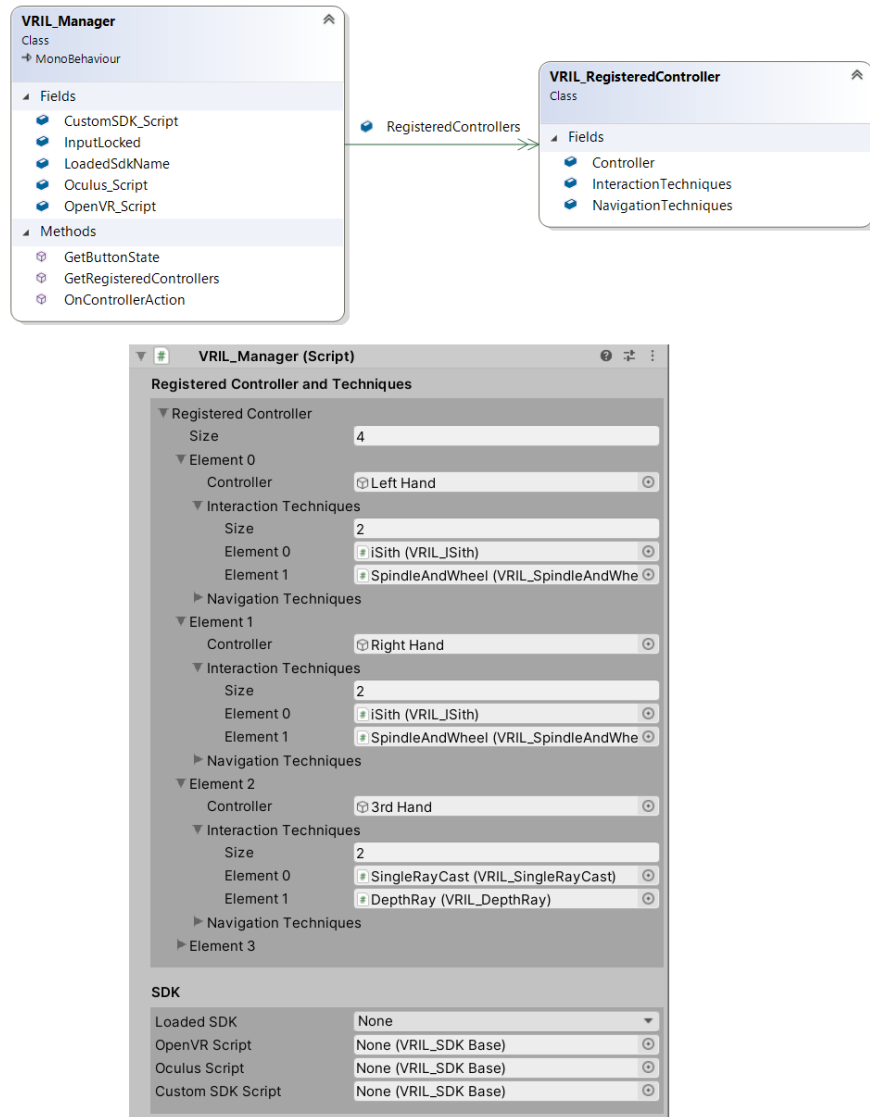 VRIL_Manager
Class
MonoBehaviour
Fields
CustomSDK_Script
InputLocked
LoadedSdkName
Oculus_Script
OpenVR_Script
Methods
GetButtonState
GetRegisteredControllers
OnControllerAction
RegisteredControllers
VRIL_RegisteredController
Class
Fields
Controller
InteractionTechniques
NavigationTechniques
# VRIL_Manager (Script)
Registered Controller and Techniques
Registered Controller
Size 4
Element 0
Controller Left Hand
Interaction Techniques
Size 2
Element 0 # iSith (VRIL_ISith)
Element 1 # SpindleAndWheel (VRIL_SpindleAndWhe
Navigation Techniques
Element 1
Controller Right Hand
Interaction Techniques
Size 2
Element 0 # iSith (VRIL_ISith)
Element 1 # SpindleAndWheel (VRIL_SpindleAndWhe
Navigation Techniques
Element 2
Controller 3rd Hand
Interaction Techniques
Size 2
Element 0 # SingleRayCast (VRIL_SingleRayCast)
Element 1 # DepthRay (VRIL_DepthRay)
Navigation Techniques
Element 3
SDK
Loaded SDK None
OpenVR Script None (VRIL_SDK Base)
Oculus Script None (VRIL_SDK Base)
Custom SDK Script None (VRIL_SDK Base)